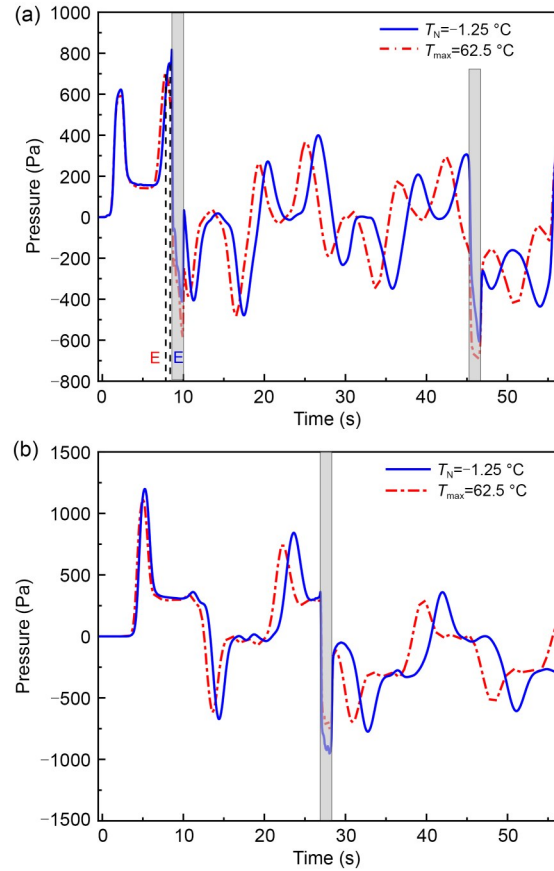 (a)
1000
800
600
400
200
0
−200
−400
−600
−800
Pressure (Pa)
T_N=−1.25 °C
T_max=62.5 °C
E E
0 10 20 30 40 50
Time (s)
(b)
1500
1000
500
0
−500
−1000
−1500
Pressure (Pa)
T_N=−1.25 °C
T_max=62.5 °C
0 10 20 30 40 50
Time (s)